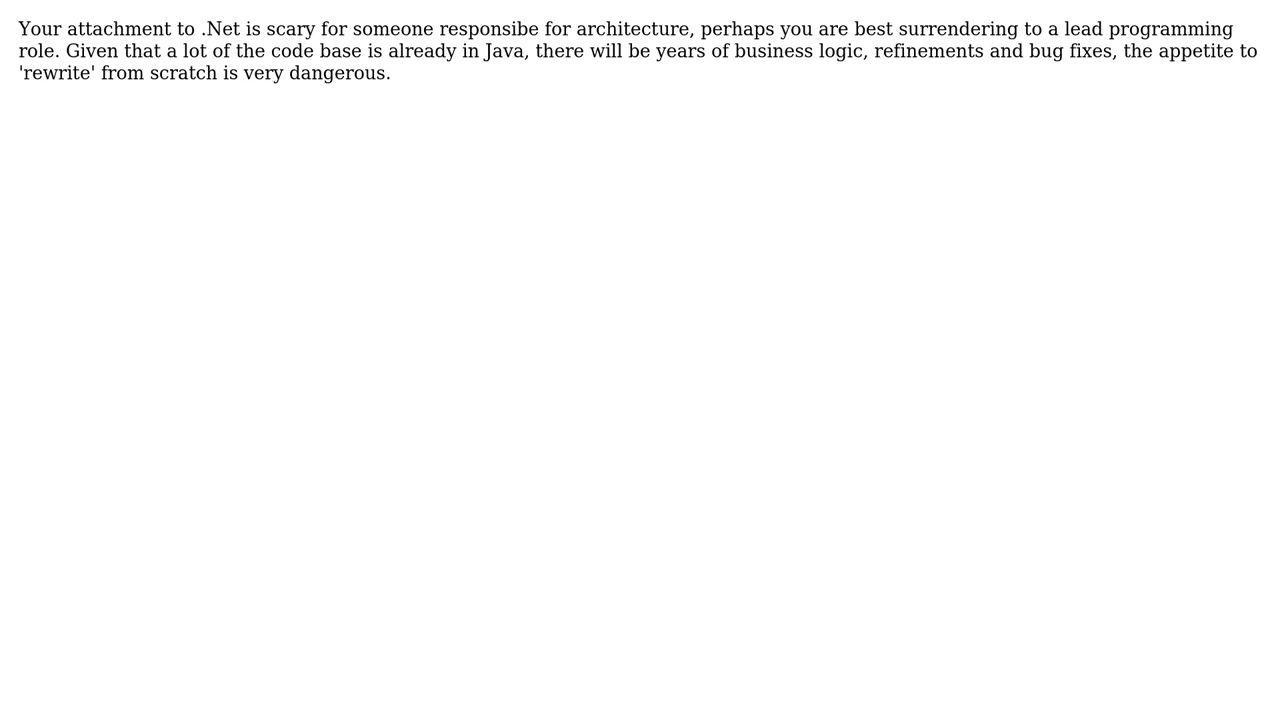 Your attachment to .Net is scary for someone responsibe for architecture, perhaps you are best surrendering to a lead programming
role. Given that a lot of the code base is already in Java, there will be years of business logic, refinements and bug fixes, the appetite to
'rewrite' from scratch is very dangerous.